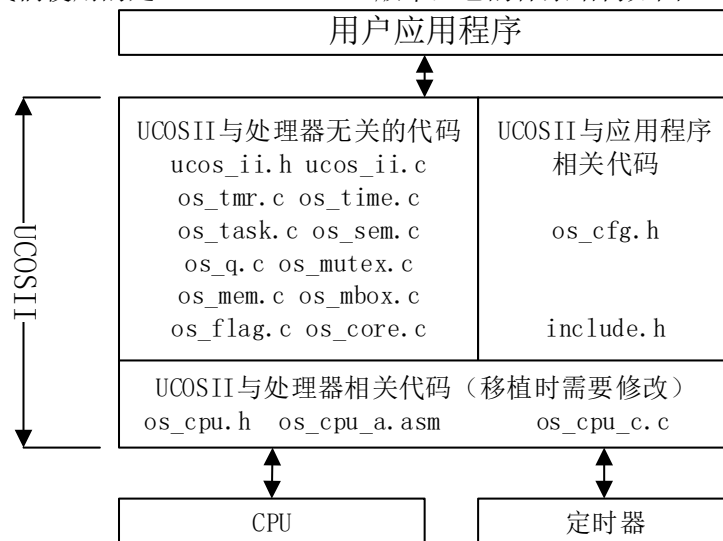 用户应用程序
UCOSII
UCOSII与处理器无关的代码
ucos_ii.h ucos_ii.c
os_tmr.c os_time.c
os_task.c os_sem.c
os_q.c os_mutex.c
os_mem.c os_mbox.c
os_flag.c os_core.c
UCOSII与应用程序
相关代码
os_cfg.h
include.h
UCOSII与处理器相关代码（移植时需要修改）
os_cpu.h os_cpu_a.asm os_cpu_c.c
CPU
定时器